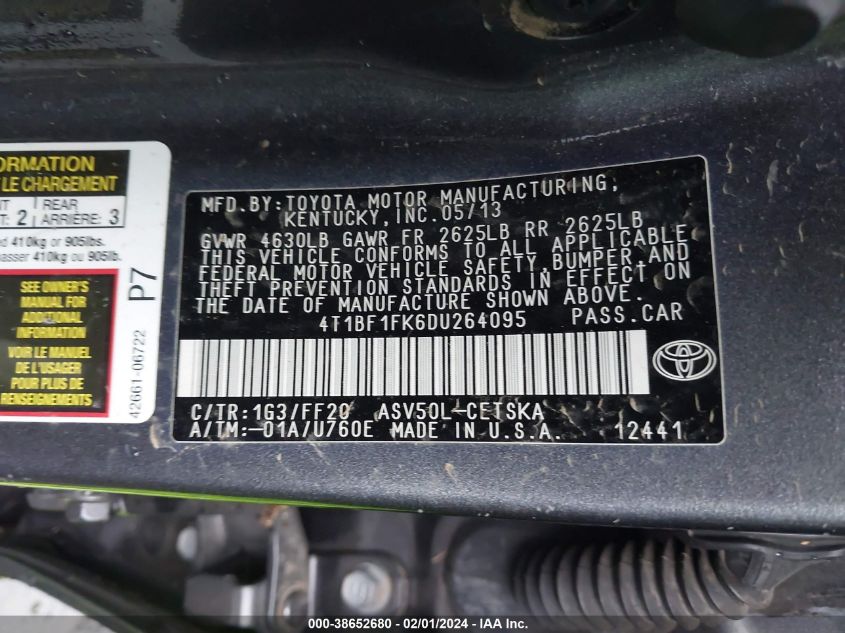 ORMATION
LE CHARGEMENT
REAR
: 2 ARRIÈRE: 3
ed 410kg or 905lbs.
passer 410kg ou 905lb.
SEE OWNER'S
MANUAL FOR
ADDITIONAL
INFORMATION
VOIR LE MANUEL
DE L'USAGER
POUR PLUS DE
RENSEIGNEMENTS
P7
42661-06722
MFD. BY: TOYOTA MOTOR MANUFACTURING,
KENTUCKY, INC. 05/13
GVWR 4630LB GAWR FR 2625LB RR 2625LB
THIS VEHICLE CONFORMS TO ALL APPLICABLE
FEDERAL MOTOR VEHICLE SAFETY, BUMPER, AND
THEFT PREVENTION STANDARDS IN EFFECT ON
THE DATE OF MANUFACTURE SHOWN ABOVE.
4T1BF1FK6DU264095 PASS.CAR
C/TR: 1G3/FF20 ASV50L-CETSKA
A/TM:-01A/U760E MADE IN U.S.A. 12441
000-38652680 - 02/01/2024 - IAA Inc.